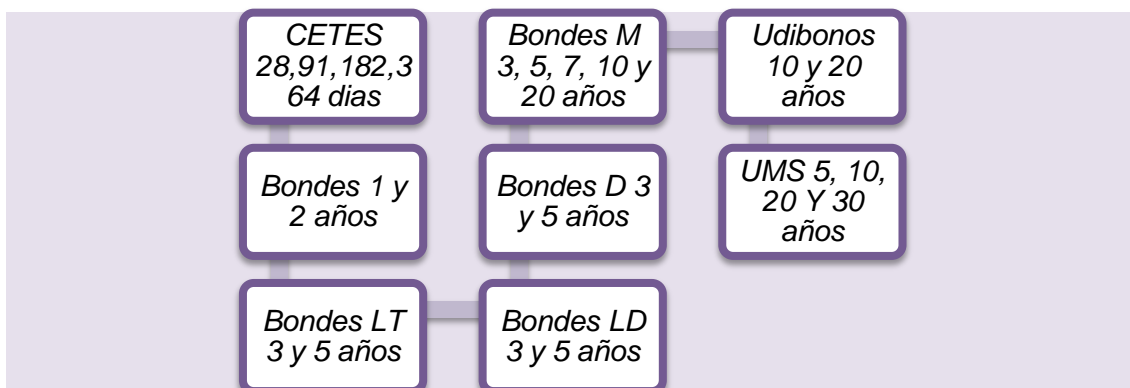 CETES
28,91,182,3
64 dias
Bondes 1 y
2 años
Bondes LT
3 y 5 años
Bondes LD
3 y 5 años
Bondes D 3
y 5 años
Bondes M
3, 5, 7, 10 y
20 años
Udibonos
10 y 20
años
UMS 5, 10,
20 Y 30
años